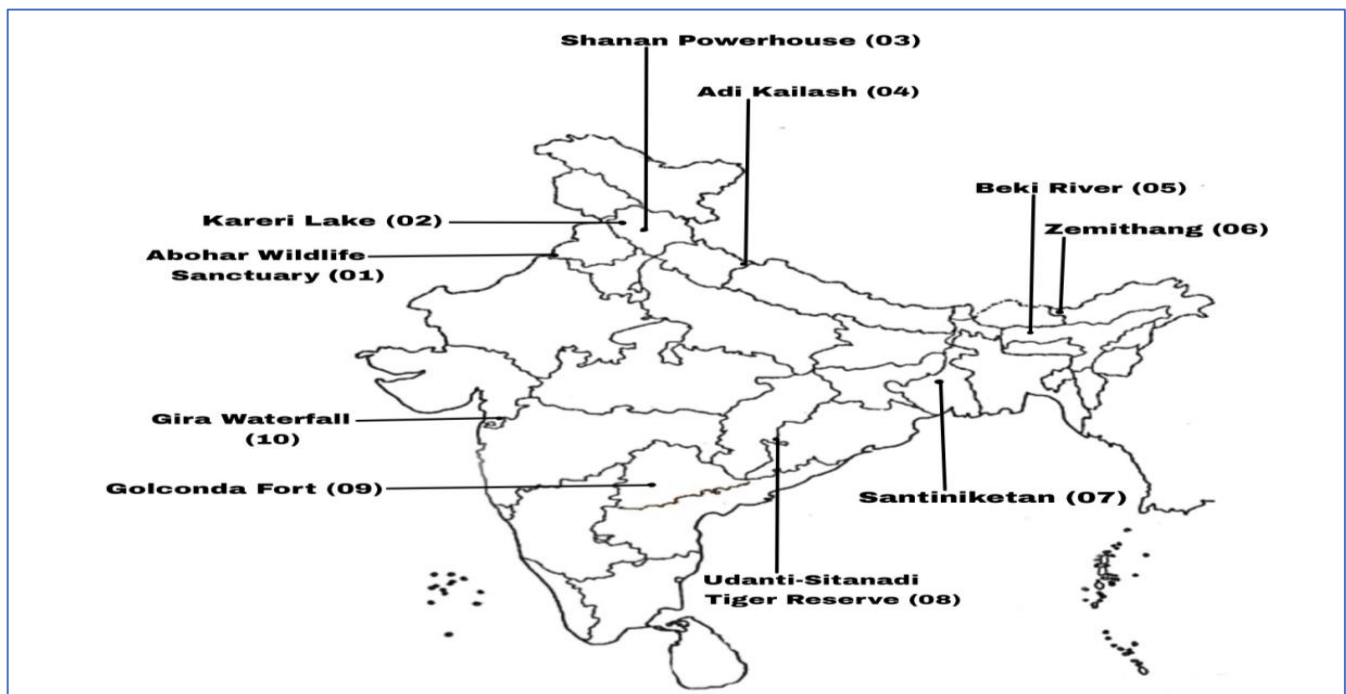 Shanan Powerhouse (03)
Adi Kailash (04)
Beki River (05)
Kareri Lake (02)
Zemithang (06)
Abohar Wildlife
Sanctuary (01)
Gira Waterfall
(10)
Golconda Fort (09)
Santiniketan (07)
Udanti-Sitanadi
Tiger Reserve (08)